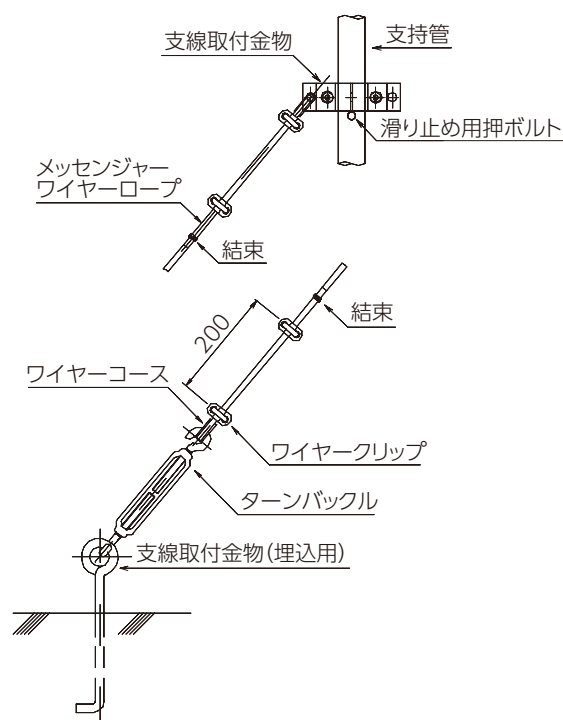 支線取付金物
支持管
滑り止め用押ボルト
メッセンジャー
ワイヤーロープ
結束
結束
200
ワイヤーコース
ワイヤークリップ
ターンバックル
支線取付金物(埋込用)